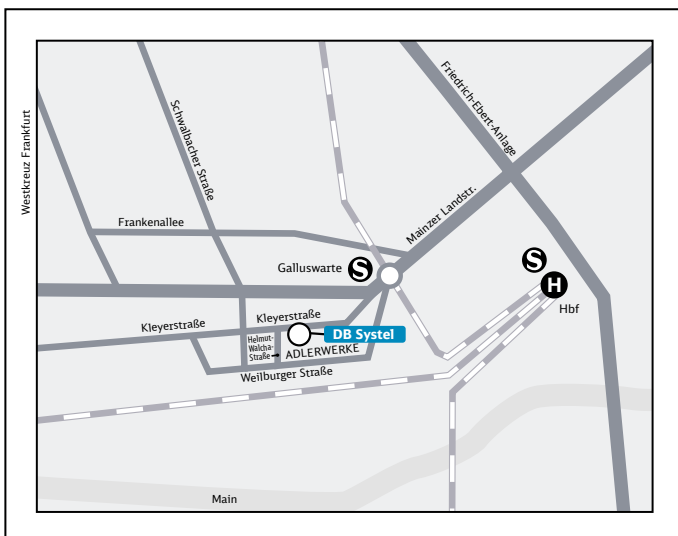 Westkreuz Frankfurt
Schwalbacher Straße
Friedrich-Ebert-Anlage
Mainzer Landstr.
Frankenallee
Galluswarte
S
S
H
Hbf
Kleyerstraße
Kleyerstraße
DB Systel
Helmut-
Walcha-
Straße
ADLERWERKE
Weilburger Straße
Main